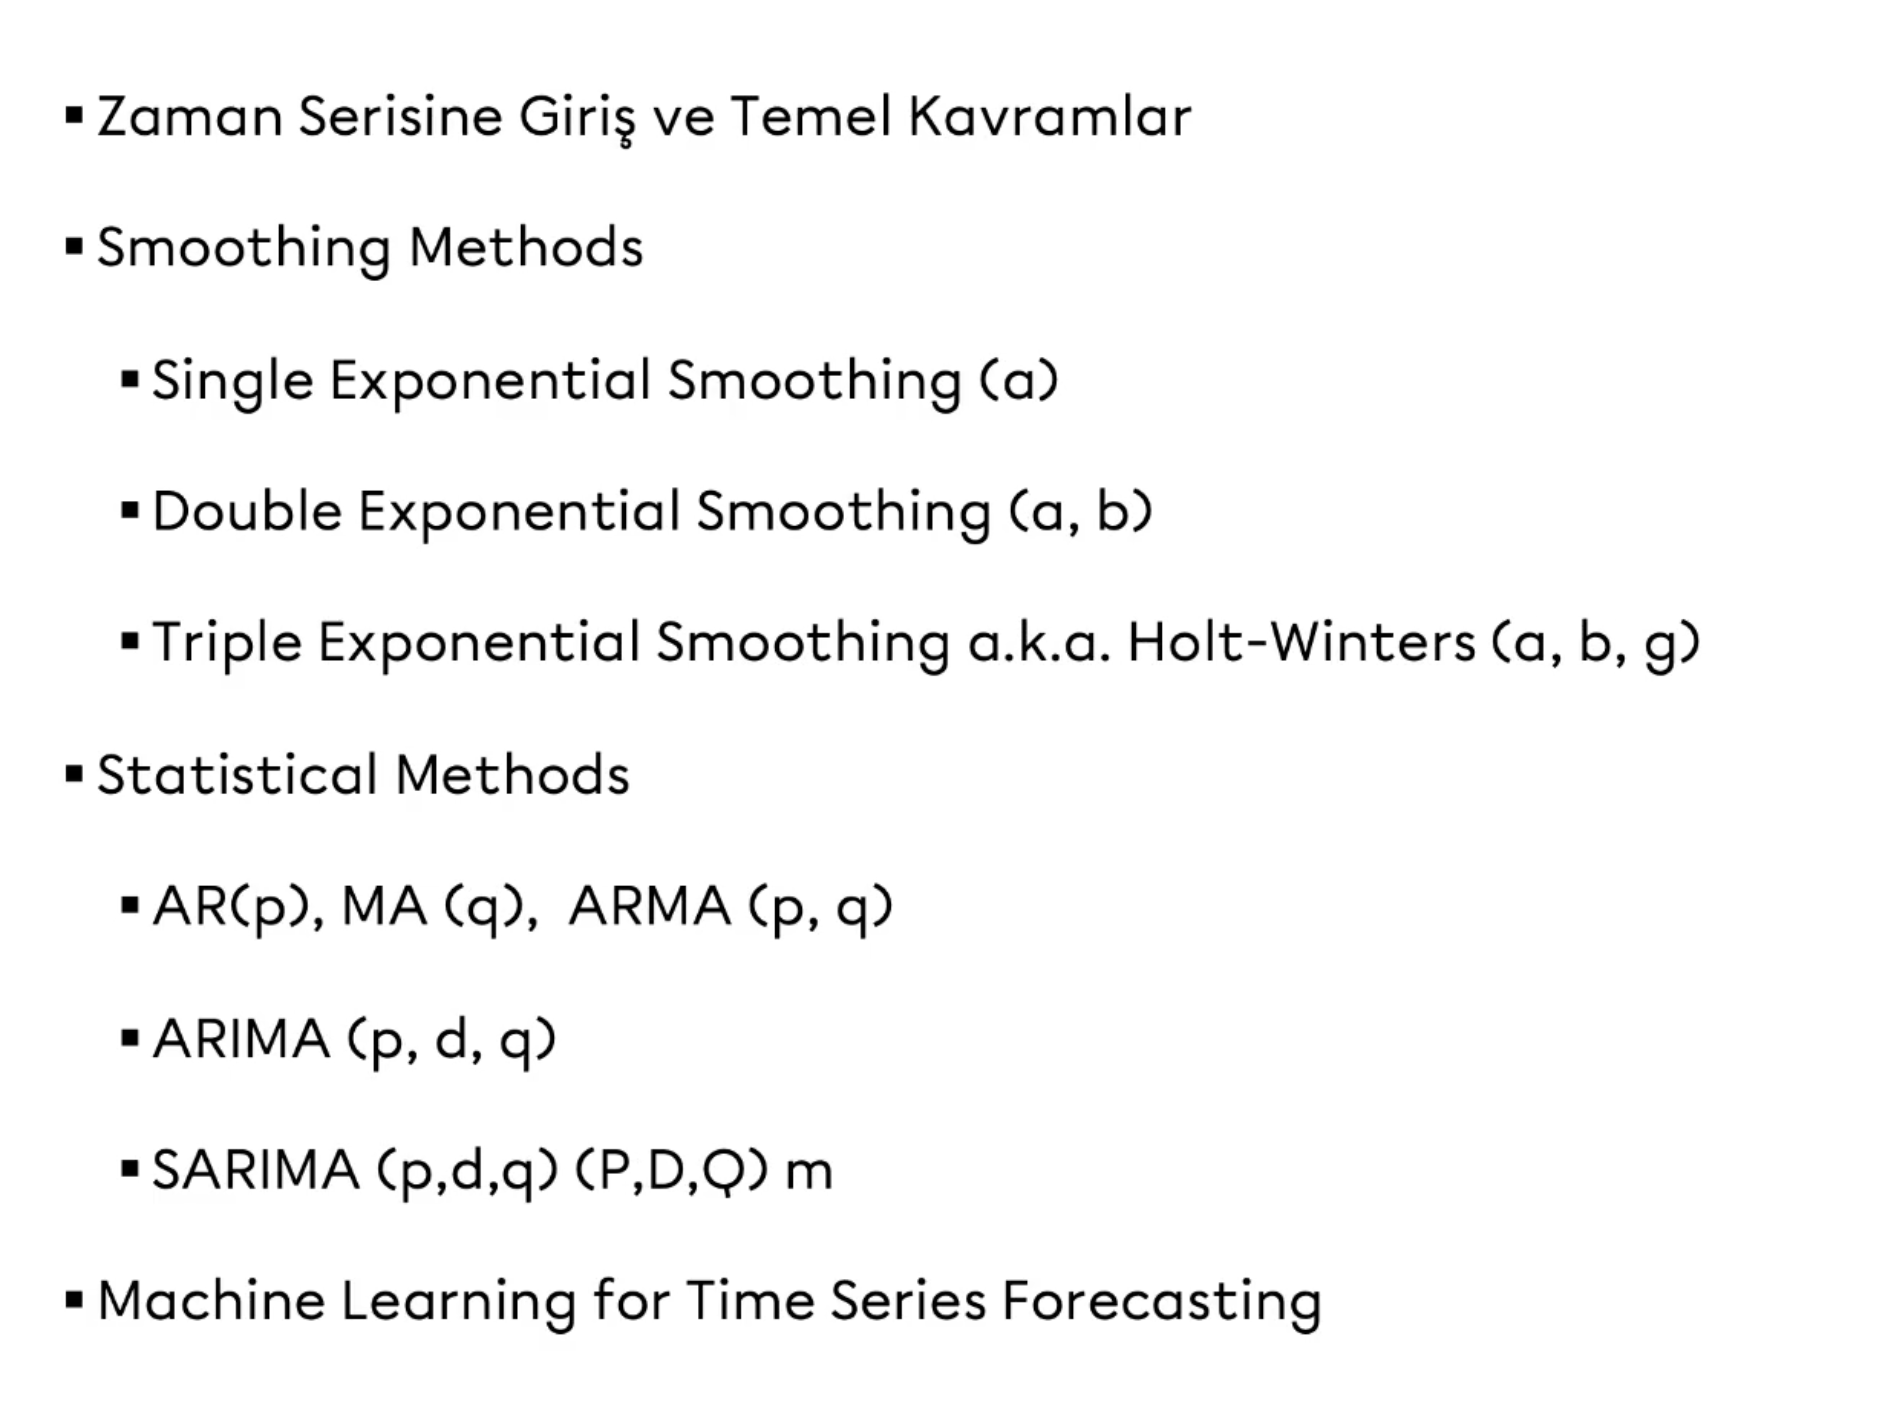 ▪ Zaman Serisine Giriş ve Temel Kavramlar
▪ Smoothing Methods
▪ Single Exponential Smoothing (a)
▪ Double Exponential Smoothing (a, b)
▪ Triple Exponential Smoothing a.k.a. Holt-Winters (a, b, g)
▪ Statistical Methods
▪ AR(p), MA (q),  ARMA (p, q)
▪ ARIMA (p, d, q)
▪ SARIMA (p,d,q) (P,D,Q) m
▪ Machine Learning for Time Series Forecasting